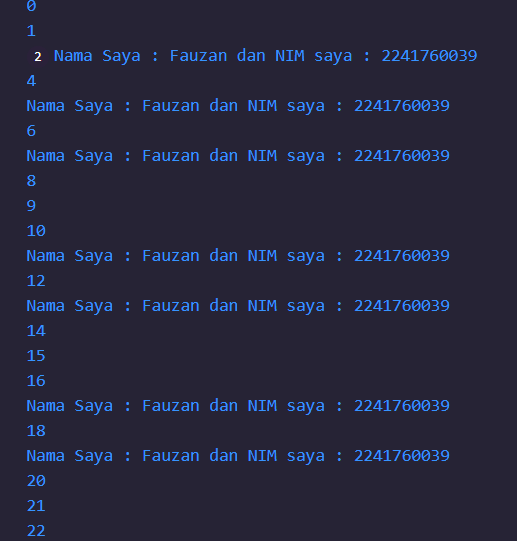 0
1
2 Nama Saya : Fauzan dan NIM saya : 2241760039
4
Nama Saya : Fauzan dan NIM saya : 2241760039
6
Nama Saya : Fauzan dan NIM saya : 2241760039
8
9
10
Nama Saya : Fauzan dan NIM saya : 2241760039
12
Nama Saya : Fauzan dan NIM saya : 2241760039
14
15
16
Nama Saya : Fauzan dan NIM saya : 2241760039
18
Nama Saya : Fauzan dan NIM saya : 2241760039
20
21
22